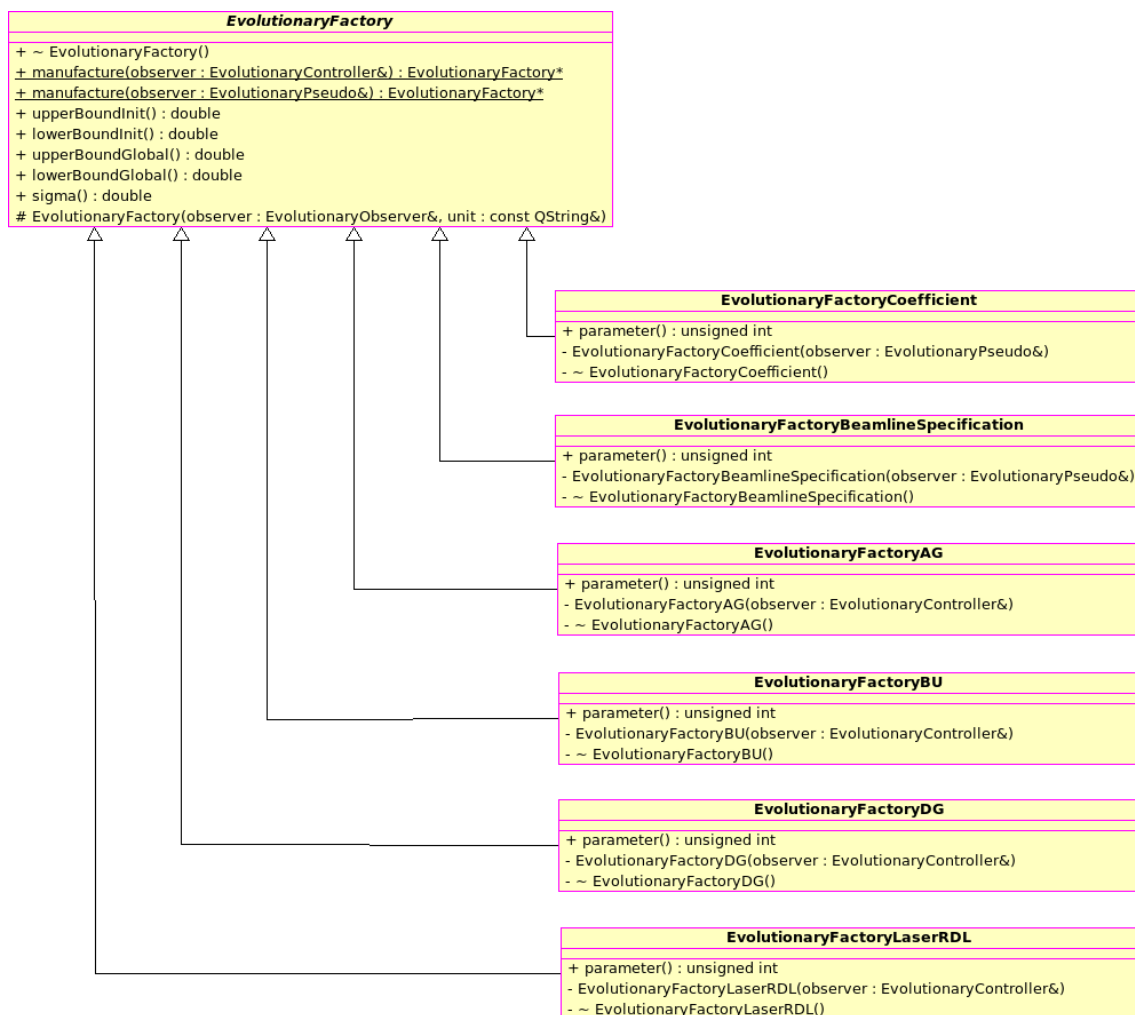 EvolutionaryFactory
+ ~ EvolutionaryFactory()
+ manufacture(observer : EvolutionaryController&) : EvolutionaryFactory*
+ manufacture(observer : EvolutionaryPseudo&) : EvolutionaryFactory*
+ upperBoundInit() : double
+ lowerBoundInit() : double
+ upperBoundGlobal() : double
+ lowerBoundGlobal() : double
+ sigma() : double
# EvolutionaryFactory(observer : EvolutionaryObserver&, unit : const QString&)
EvolutionaryFactoryCoefficient
+ parameter() : unsigned int
- EvolutionaryFactoryCoefficient(observer : EvolutionaryPseudo&)
- ~ EvolutionaryFactoryCoefficient()
EvolutionaryFactoryBeamlineSpecification
+ parameter() : unsigned int
- EvolutionaryFactoryBeamlineSpecification(observer : EvolutionaryPseudo&)
- ~ EvolutionaryFactoryBeamlineSpecification()
EvolutionaryFactoryAG
+ parameter() : unsigned int
- EvolutionaryFactoryAG(observer : EvolutionaryController&)
- ~ EvolutionaryFactoryAG()
EvolutionaryFactoryBU
+ parameter() : unsigned int
- EvolutionaryFactoryBU(observer : EvolutionaryController&)
- ~ EvolutionaryFactoryBU()
EvolutionaryFactoryDG
+ parameter() : unsigned int
- EvolutionaryFactoryDG(observer : EvolutionaryController&)
- ~ EvolutionaryFactoryDG()
EvolutionaryFactoryLaserRDL
+ parameter() : unsigned int
- EvolutionaryFactoryLaserRDL(observer : EvolutionaryController&)
- ~ EvolutionaryFactoryLaserRDL()